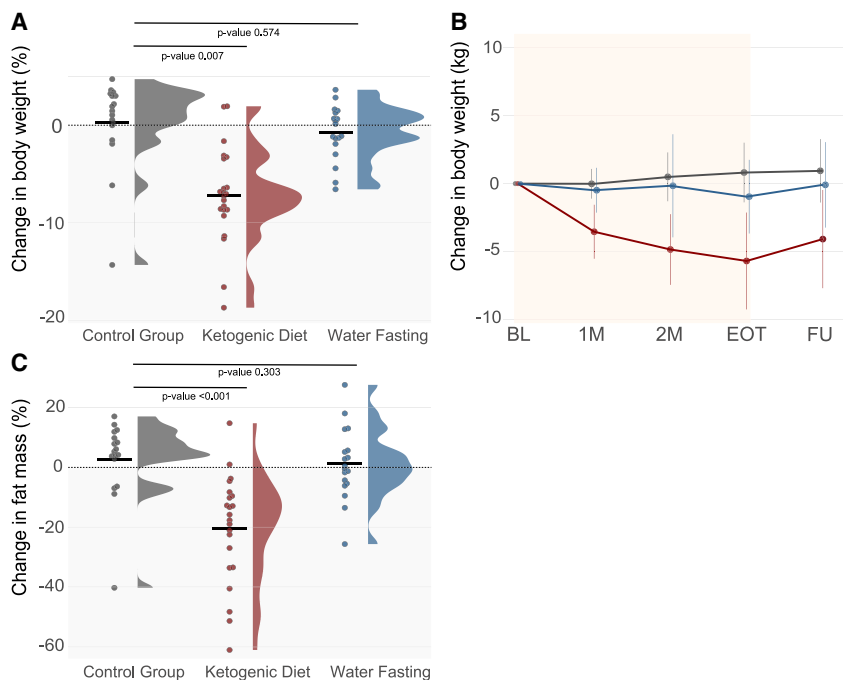 A
p-value 0.574
p-value 0.007
Change in body weight (%)
0
-10
-20
Control Group Ketogenic Diet Water Fasting
B
Change in body weight (kg)
10
5
0
-5
-10
BL 1M 2M EOT FU
C
p-value 0.303
p-value <0.001
Change in fat mass (%)
20
0
-20
-40
-60
Control Group Ketogenic Diet Water Fasting